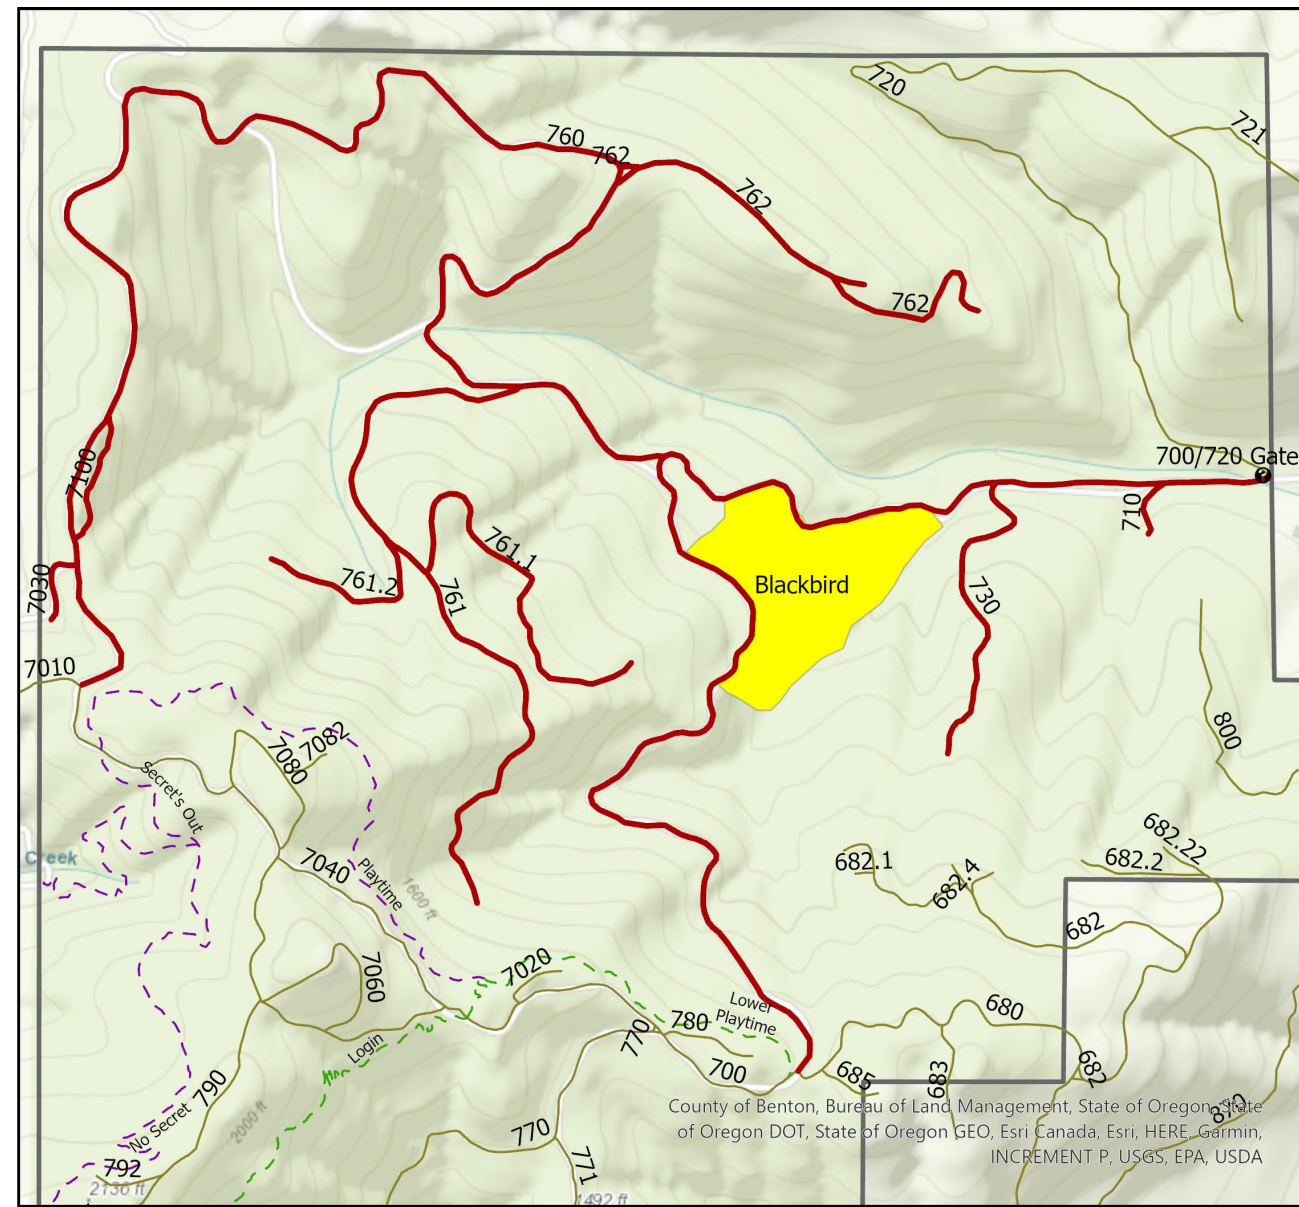 720
721
760
762
762
762
700/720 Gate
710
7100
761.1
761.2
761
7030
Blackbird
730
7010
800
7082
7080
Secret's Out
682.22
682.2
682.1
682.4
Creek
7040
Playtime
1600 ft
682
7020
7060
Lower
Playtime
680
780
770
Login
700
685
683
682
790
No Secret
2000 ft
870
County of Benton, Bureau of Land Management, State of Oregon, State
of Oregon DOT, State of Oregon GEO, Esri Canada, Esri, HERE, Garmin,
INCREMENT P, USGS, EPA, USDA
770
771
792
2136 ft
1492 ft